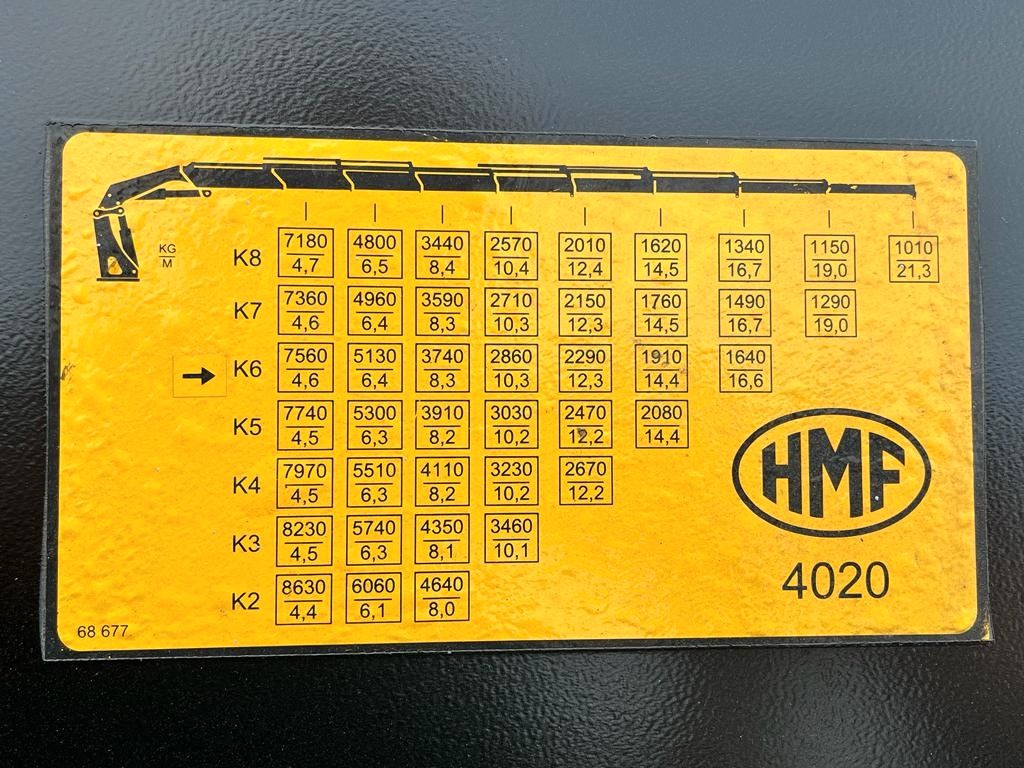 KG
M
K8 7180 4800 3440 2570 2010 1620 1340 1150 1010
4,7 6,5 8,4 10,4 12,4 14,5 16,7 19,0 21,3
K7 7360 4960 3590 2710 2150 1760 1490 1290
4,6 6,4 8,3 10,3 12,3 14,5 16,7 19,0
K6 7560 5130 3740 2860 2290 1910 1640
4,6 6,4 8,3 10,3 12,3 14,4 16,6
K5 7740 5300 3910 3030 2470 2080
4,5 6,3 8,2 10,2 12,2 14,4
K4 7970 5510 4110 3230 2670
4,5 6,3 8,2 10,2 12,2
K3 8230 5740 4350 3460
4,5 6,3 8,1 10,1
K2 8630 6060 4640
4,4 6,1 8,0
HMF
4020
68 677